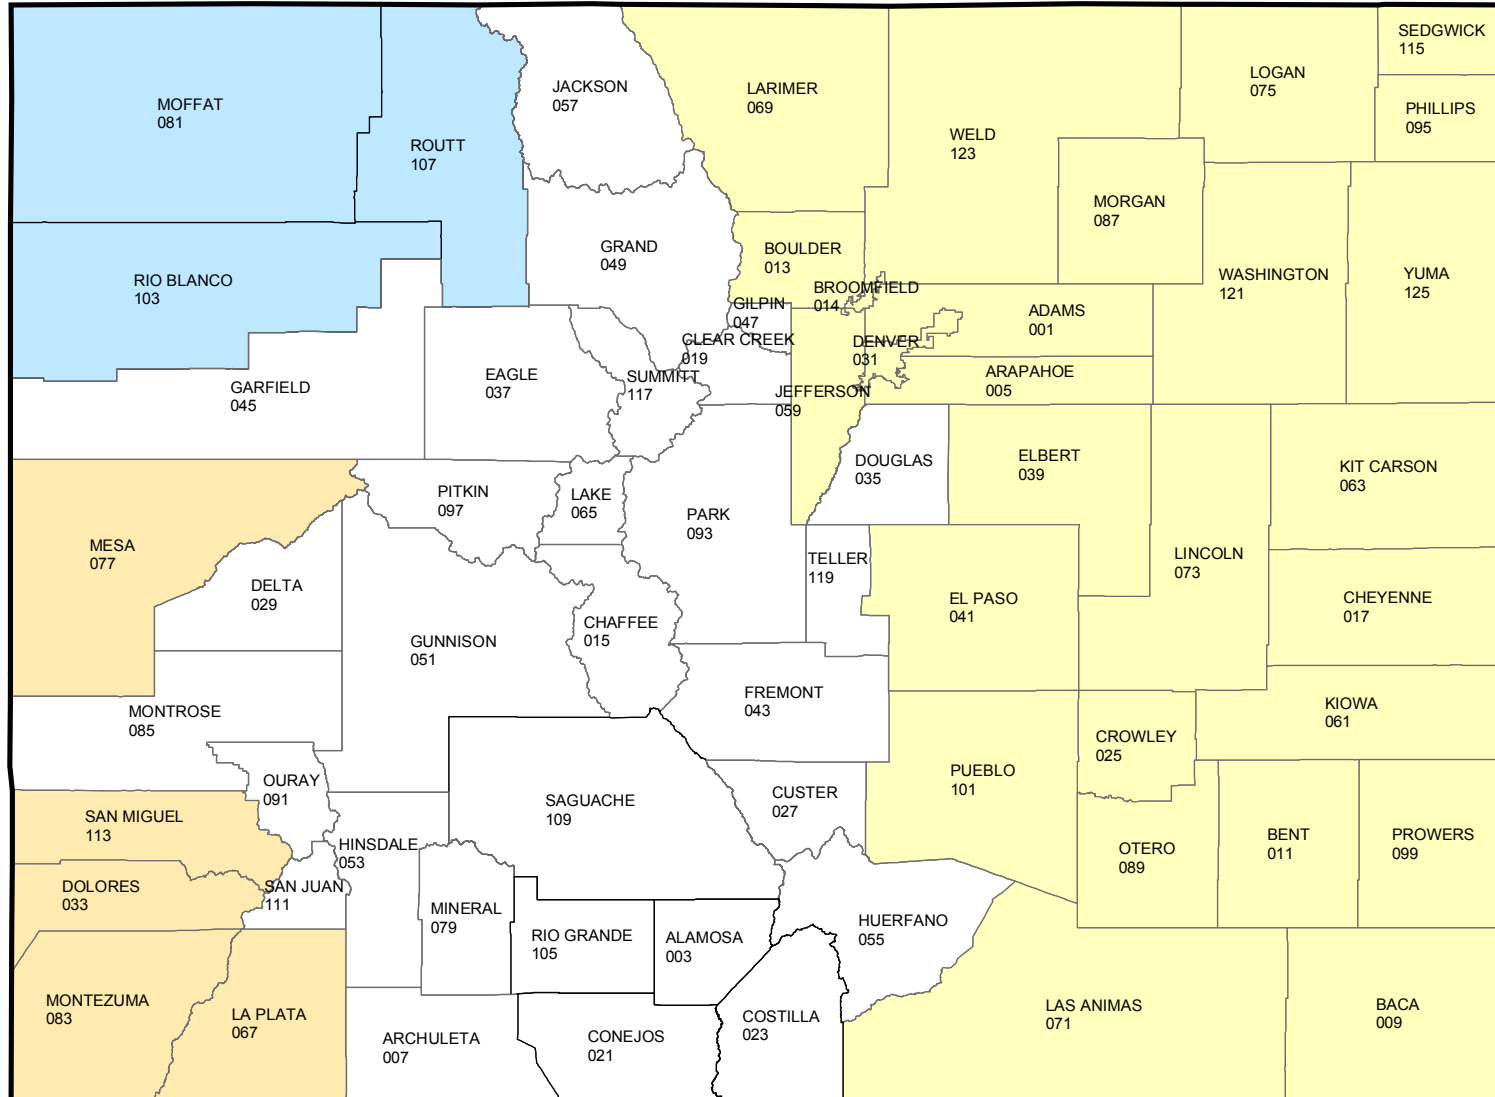 SEDGWICK
115
LOGAN
075
JACKSON
057
LARIMER
069
MOFFAT
081
PHILLIPS
095
WELD
123
ROUTT
107
MORGAN
087
GRAND
049
BOULDER
013
RIO BLANCO
103
WASHINGTON
121
YUMA
125
BROOMFIELD
014
GILPIN
047
ADAMS
001
CLEAR CREEK
019
DENVER
031
ARAPAHOE
005
EAGLE
037
SUMMITT
117
GARFIELD
045
JEFFERSON
059
DOUGLAS
035
ELBERT
039
KIT CARSON
063
PITKIN
097
LAKE
065
PARK
093
MESA
077
TELLER
119
LINCOLN
073
DELTA
029
EL PASO
041
CHEYENNE
017
CHAFFEE
015
GUNNISON
051
FREMONT
043
MONTROSE
085
KIOWA
061
CROWLEY
025
OURAY
091
PUEBLO
101
CUSTER
027
SAGUACHE
109
SAN MIGUEL
113
HINSDALE
053
OTERO
089
BENT
011
PROWERS
099
DOLORES
033
SAN JUAN
111
MINERAL
079
HUERFANO
055
RIO GRANDE
105
ALAMOSA
003
MONTEZUMA
083
LA PLATA
067
COSTILLA
023
LAS ANIMAS
071
BACA
009
ARCHULETA
007
CONEJOS
021